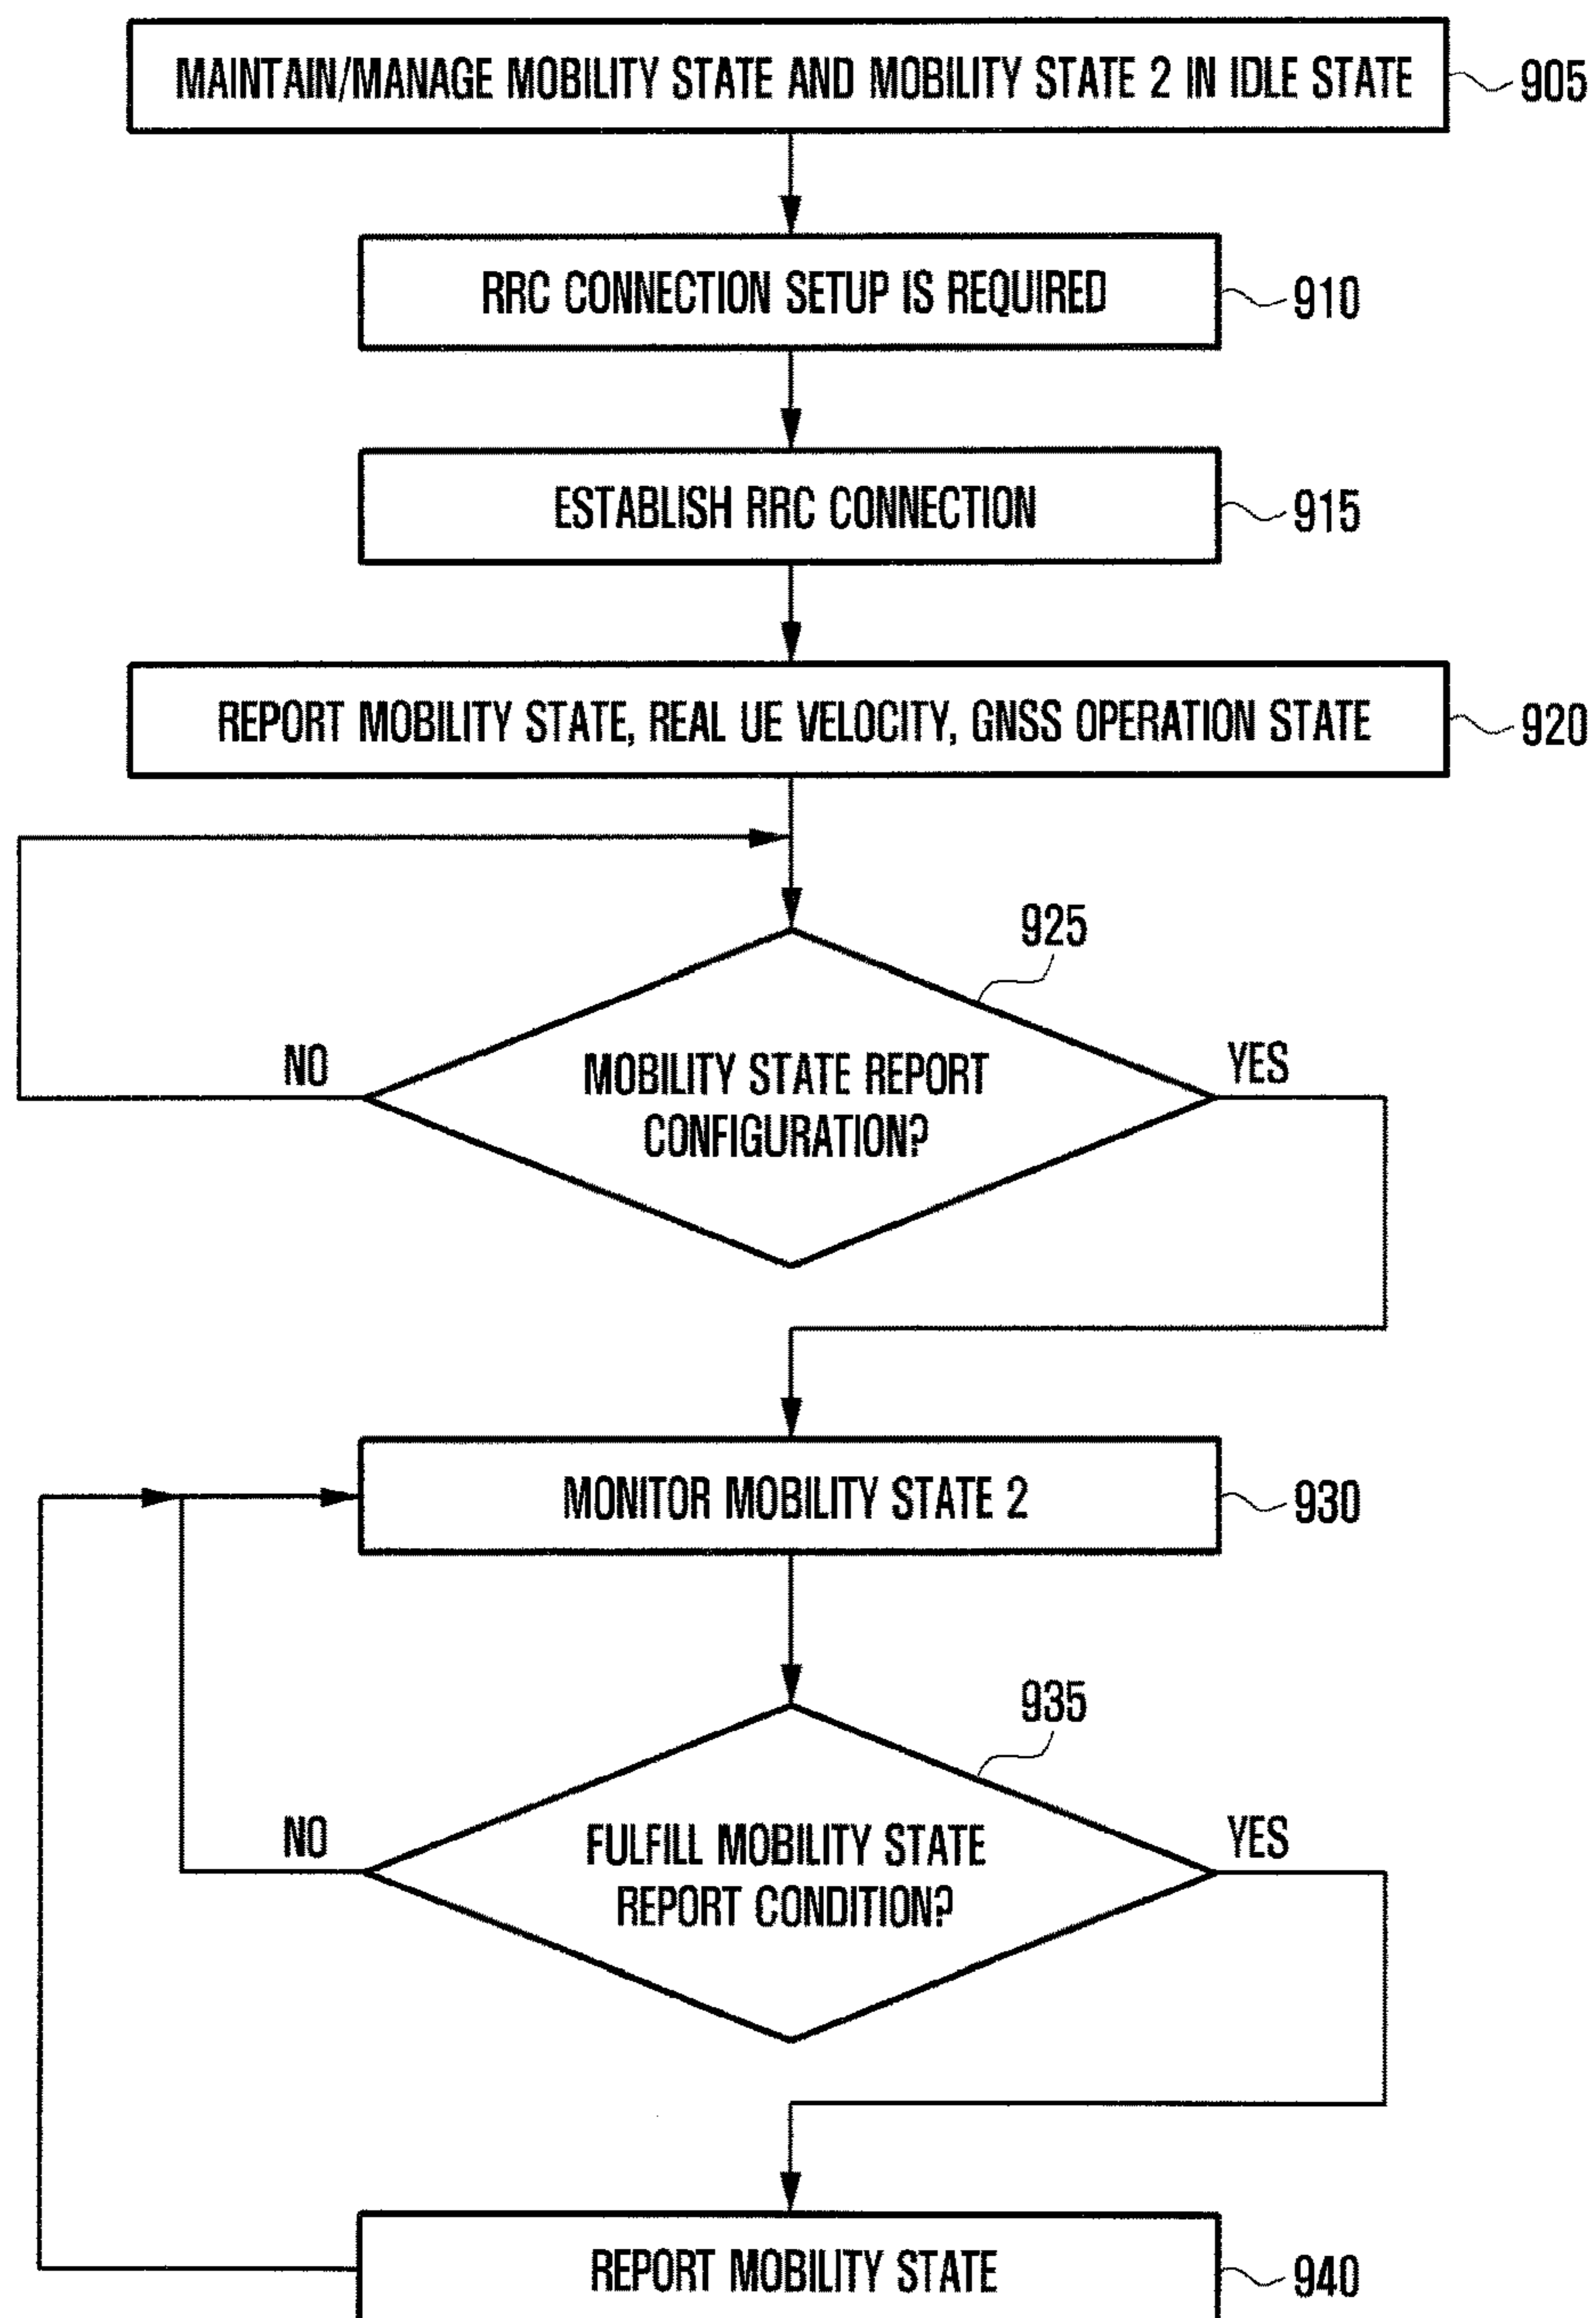 MAINTAIN/MANAGE MOBILITY STATE AND MOBILITY STATE 2 IN IDLE STATE
905
RRC CONNECTION SETUP IS REQUIRED
910
ESTABLISH RRC CONNECTION
915
REPORT MOBILITY STATE, REAL UE VELOCITY, GNSS OPERATION STATE
920
925
NO
MOBILITY STATE REPORT
CONFIGURATION?
YES
MONITOR MOBILITY STATE 2
930
935
NO
FULFILL MOBILITY STATE
REPORT CONDITION?
YES
REPORT MOBILITY STATE
940